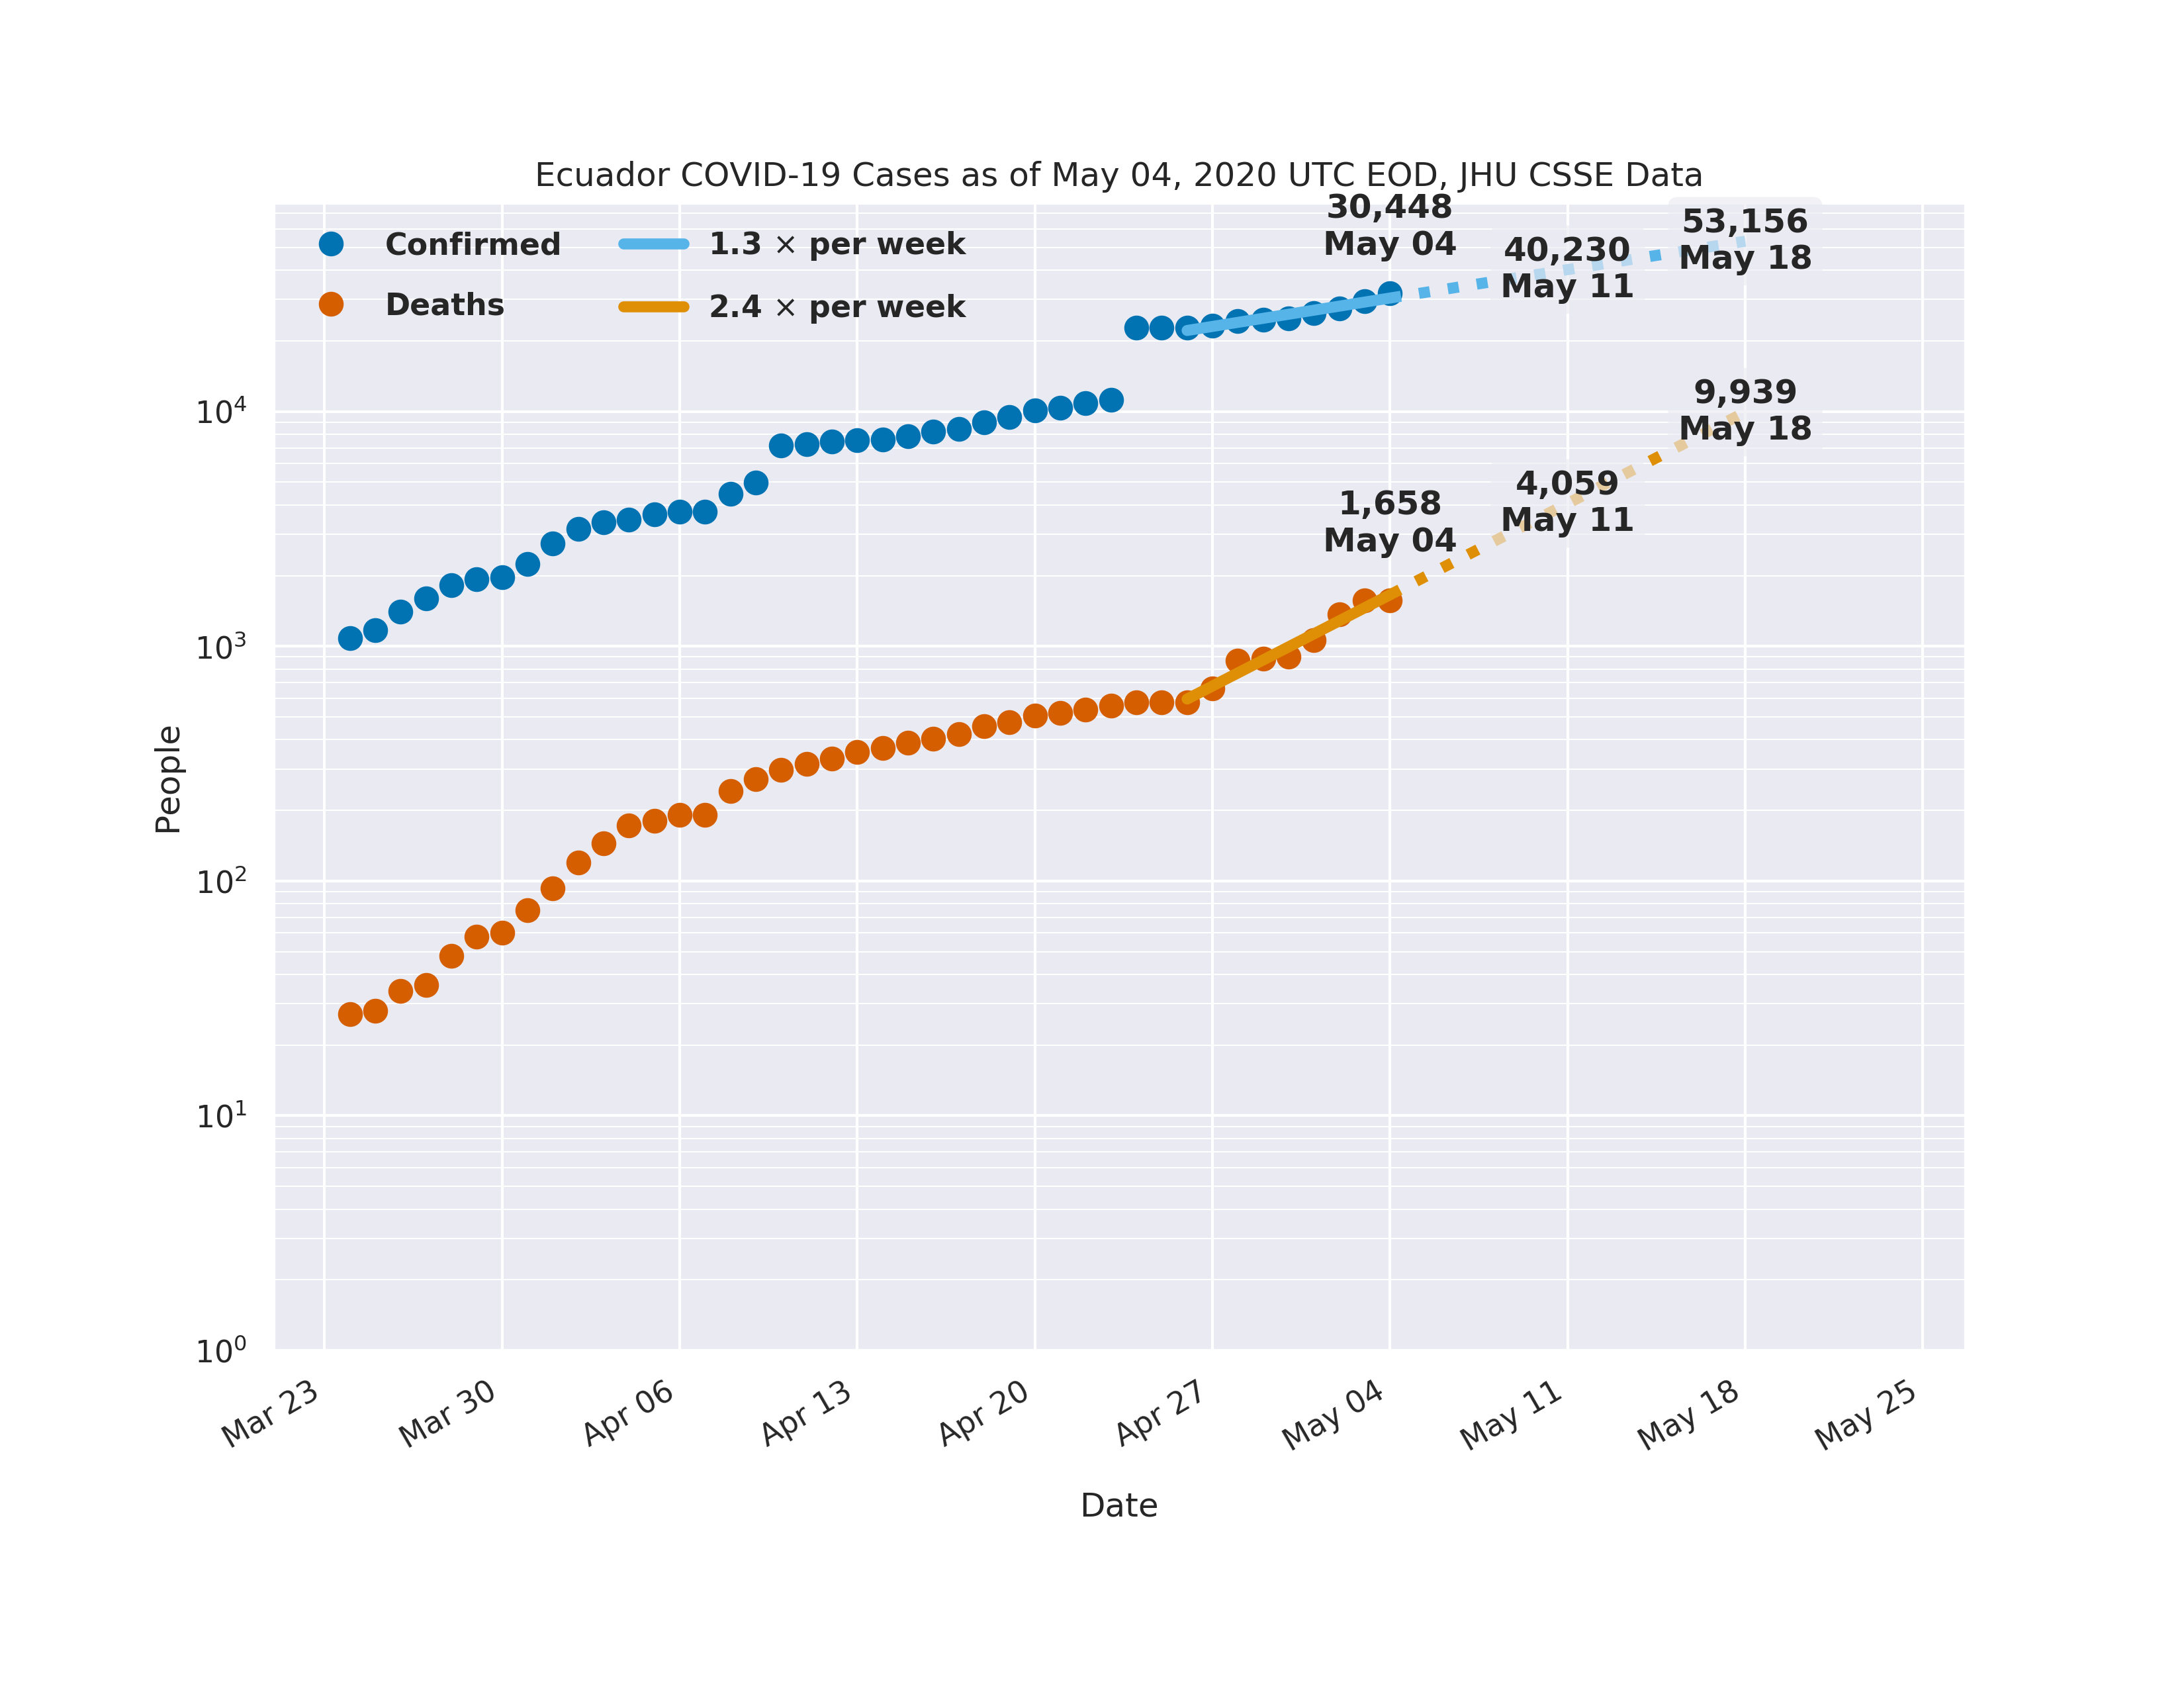 Ecuador COVID-19 Cases as of May 04, 2020 UTC EOD, JHU CSSE Data
Confirmed
Deaths
1.3 × per week
2.4 × per week
30,448
May 04
40,230
May 11
53,156
May 18
1,658
May 04
4,059
May 11
9,939
May 18
People
10⁴
10³
10²
10¹
10⁰
Mar 23
Mar 30
Apr 06
Apr 13
Apr 20
Apr 27
May 04
May 11
May 18
May 25
Date